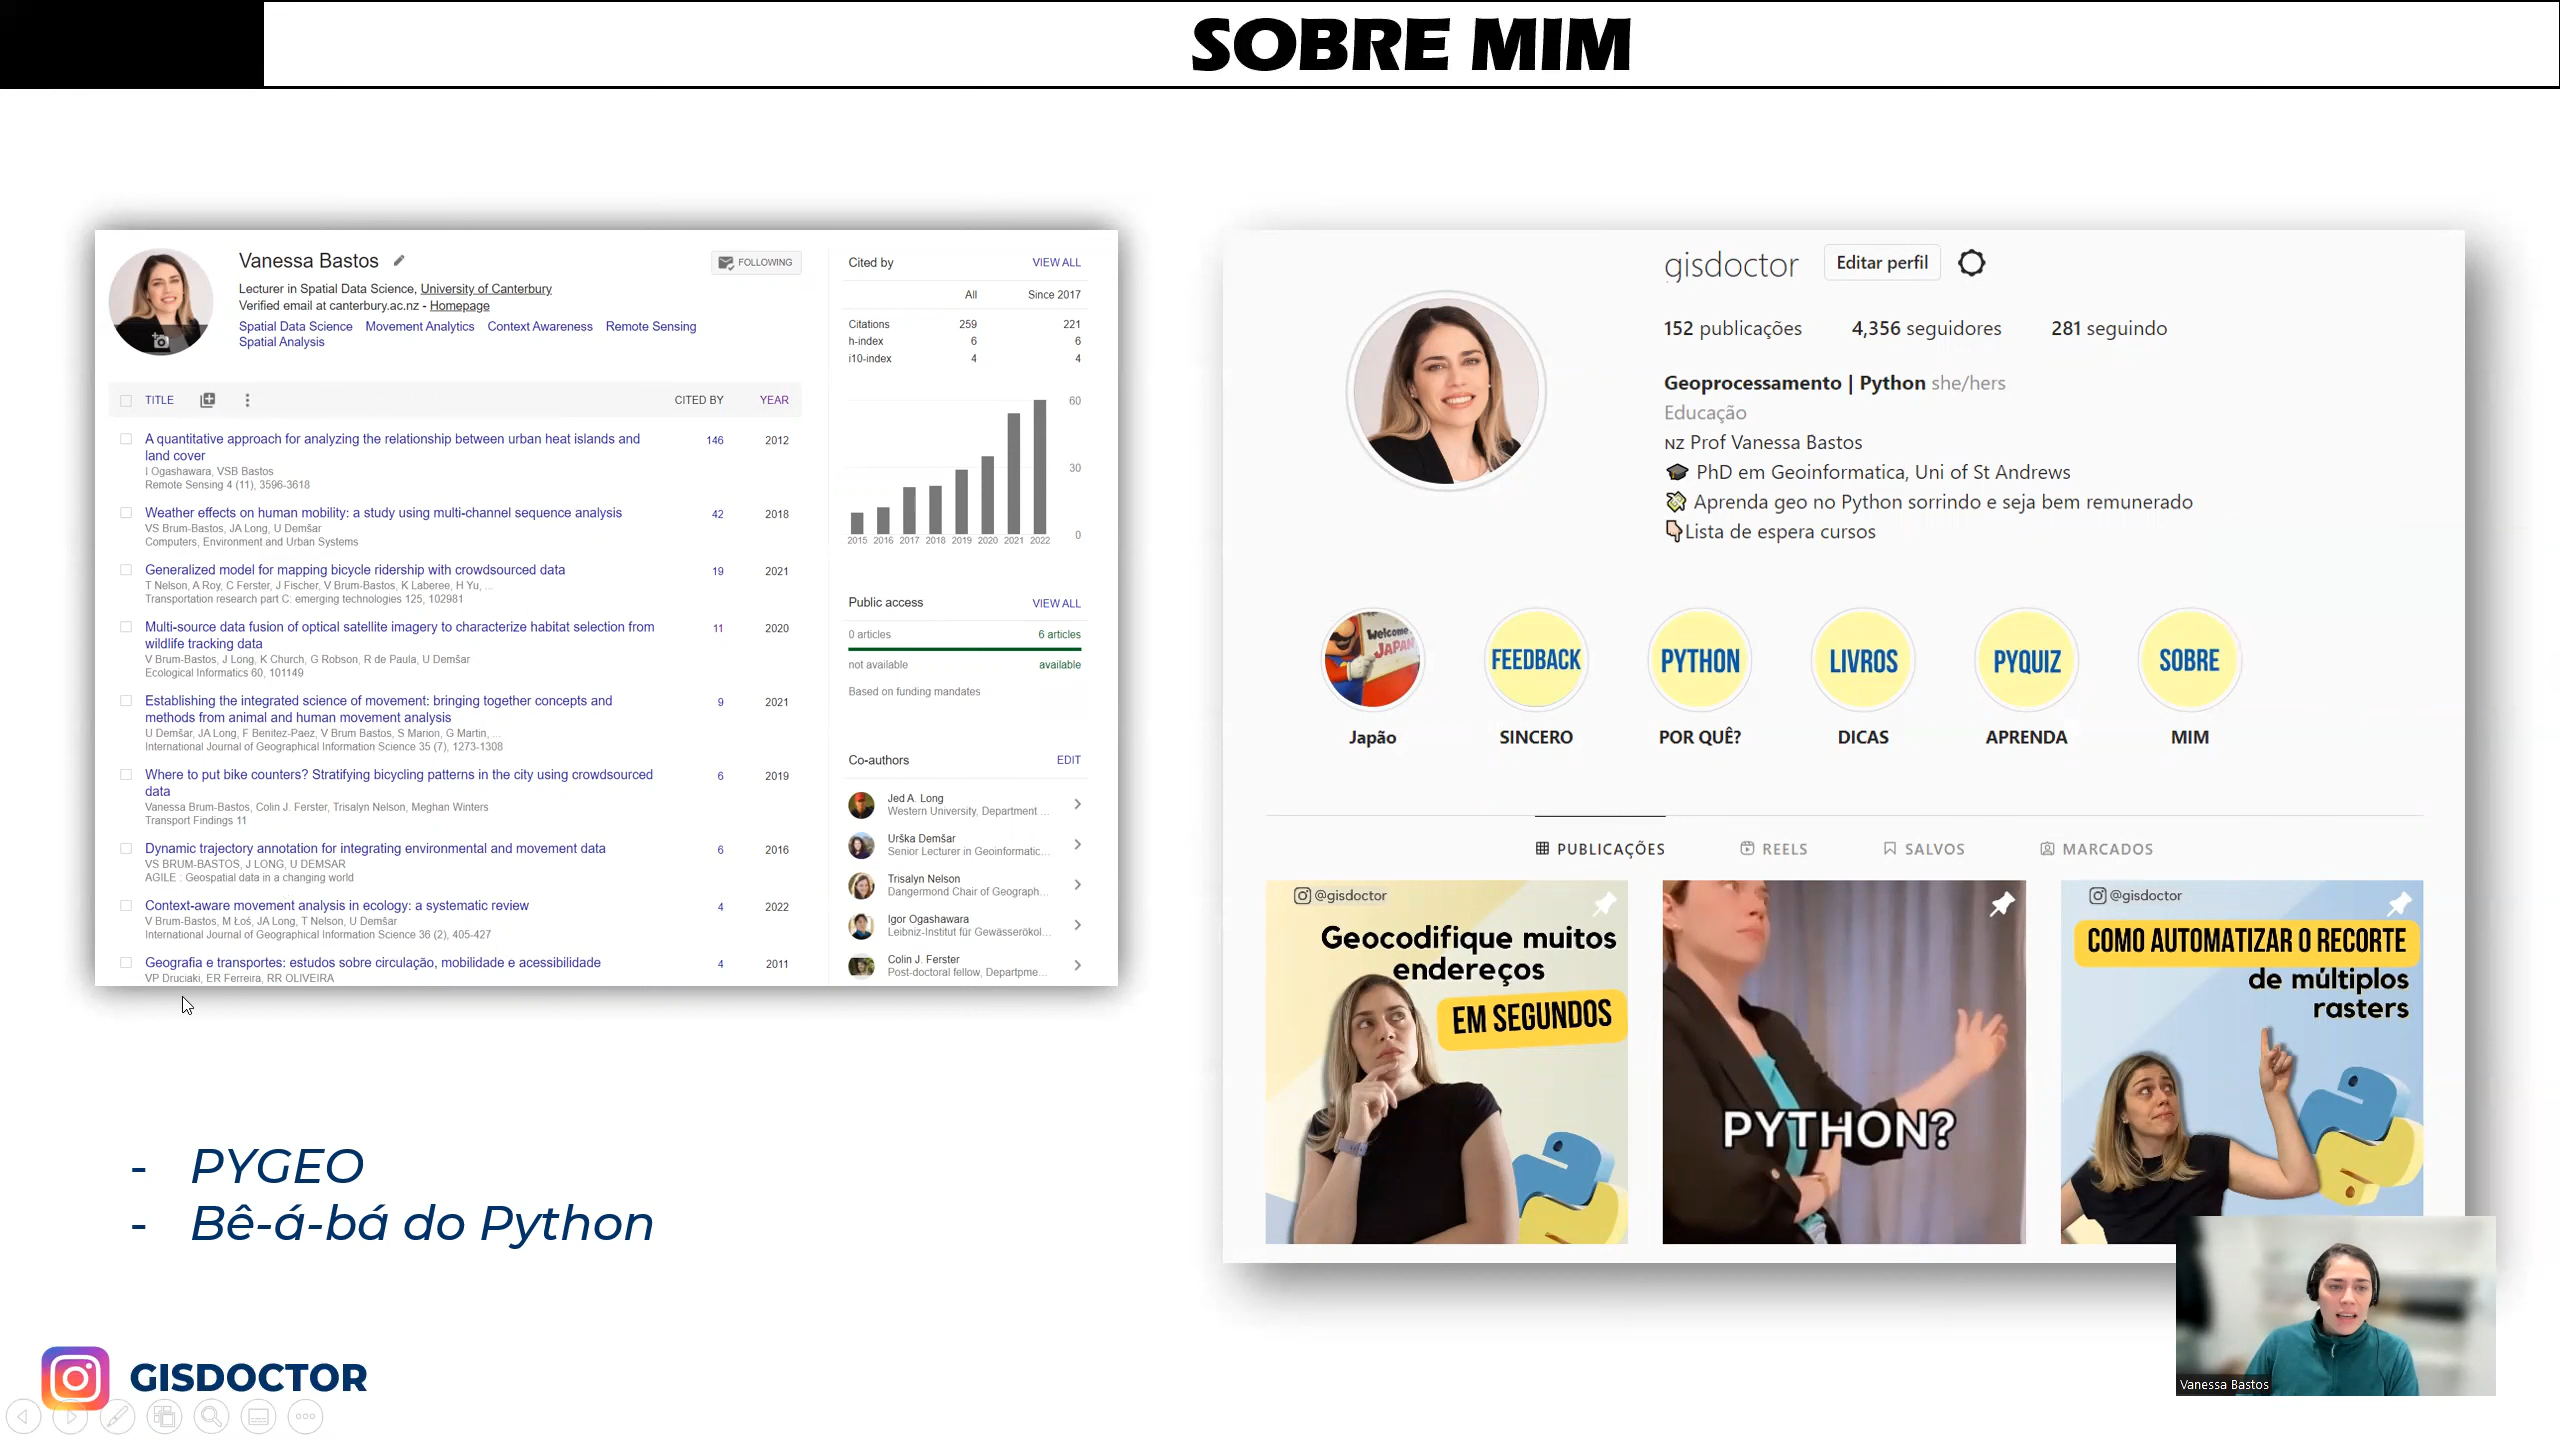 SOBRE MIM
Vanessa Bastos
FOLLOWING
Lecturer in Spatial Data Science, University of Canterbury
Verified email at canterbury.ac.nz - Homepage
Spatial Data Science Movement Analytics Context Awareness Remote Sensing
Spatial Analysis
TITLE CITED BY YEAR
A quantitative approach for analyzing the relationship between urban heat islands and 146 2012
land cover
I Ogashawara, VSB Bastos
Remote Sensing 4 (11), 3596-3618
Weather effects on human mobility: a study using multi-channel sequence analysis 42 2018
VS Brum-Bastos, JA Long, U Demšar
Computers, Environment and Urban Systems
Generalized model for mapping bicycle ridership with crowdsourced data 19 2021
T Nelson, A Roy, C Ferster, J Fischer, V Brum-Bastos, K Laberee, H Yu, ...
Transportation research part C: emerging technologies 125, 102981
Multi-source data fusion of optical satellite imagery to characterize habitat selection from 11 2020
wildlife tracking data
V Brum-Bastos, J Long, K Church, G Robson, R de Paula, U Demšar
Ecological Informatics 60, 101149
Establishing the integrated science of movement: bringing together concepts and 9 2021
methods from animal and human movement analysis
U Demšar, JA Long, F Benitez-Paez, V Brum Bastos, S Marion, G Martin, ...
International Journal of Geographical Information Science 35 (7), 1273-1308
Where to put bike counters? Stratifying bicycling patterns in the city using crowdsourced 6 2019
data
Vanessa Brum-Bastos, Colin J. Ferster, Trisalyn Nelson, Meghan Winters
Transport Findings 11
Dynamic trajectory annotation for integrating environmental and movement data 6 2016
VS BRUM-BASTOS, J LONG, U DEMSAR
AGILE : Geospatial data in a changing world
Context-aware movement analysis in ecology: a systematic review 4 2022
V Brum-Bastos, M Łoś, JA Long, T Nelson, U Demšar
International Journal of Geographical Information Science 36 (2), 405-427
Geografia e transportes: estudos sobre circulação, mobilidade e acessibilidade 4 2011
VP Druciaki, ER Ferreira, RR OLIVEIRA
Cited by VIEW ALL
All Since 2017
Citations 259 221
h-index 6 6
i10-index 4 4
60
30
0
2015 2016 2017 2018 2019 2020 2021 2022
Public access VIEW ALL
0 articles 6 articles
not available available
Based on funding mandates
Co-authors EDIT
Jed A. Long
Western University, Department ...
Urška Demšar
Senior Lecturer in Geoinformatic...
Trisalyn Nelson
Dangermond Chair of Geograph...
Igor Ogashawara
Leibniz-Institut für Gewässerökol...
Colin J. Ferster
Post-doctoral fellow, Departpme...
gisdoctor Editar perfil
152 publicações 4,356 seguidores 281 seguindo
Geoprocessamento | Python she/hers
Educação
NZ Prof Vanessa Bastos
🎓 PhD em Geoinformatica, Uni of St Andrews
💸 Aprenda geo no Python sorrindo e seja bem remunerado
👇Lista de espera cursos
Welcome JAPAN
FEEDBACK PYTHON LIVROS PYQUIZ SOBRE
Japão SINCERO POR QUÊ? DICAS APRENDA MIM
PUBLICAÇÕES REELS SALVOS MARCADOS
@gisdoctor
Geocodifique muitos
endereços
EM SEGUNDOS
PYTHON?
@gisdoctor
COMO AUTOMATIZAR O RECORTE
de múltiplos
rasters
- PYGEO
- Bê-á-bá do Python
GISDOCTOR
Vanessa Bastos